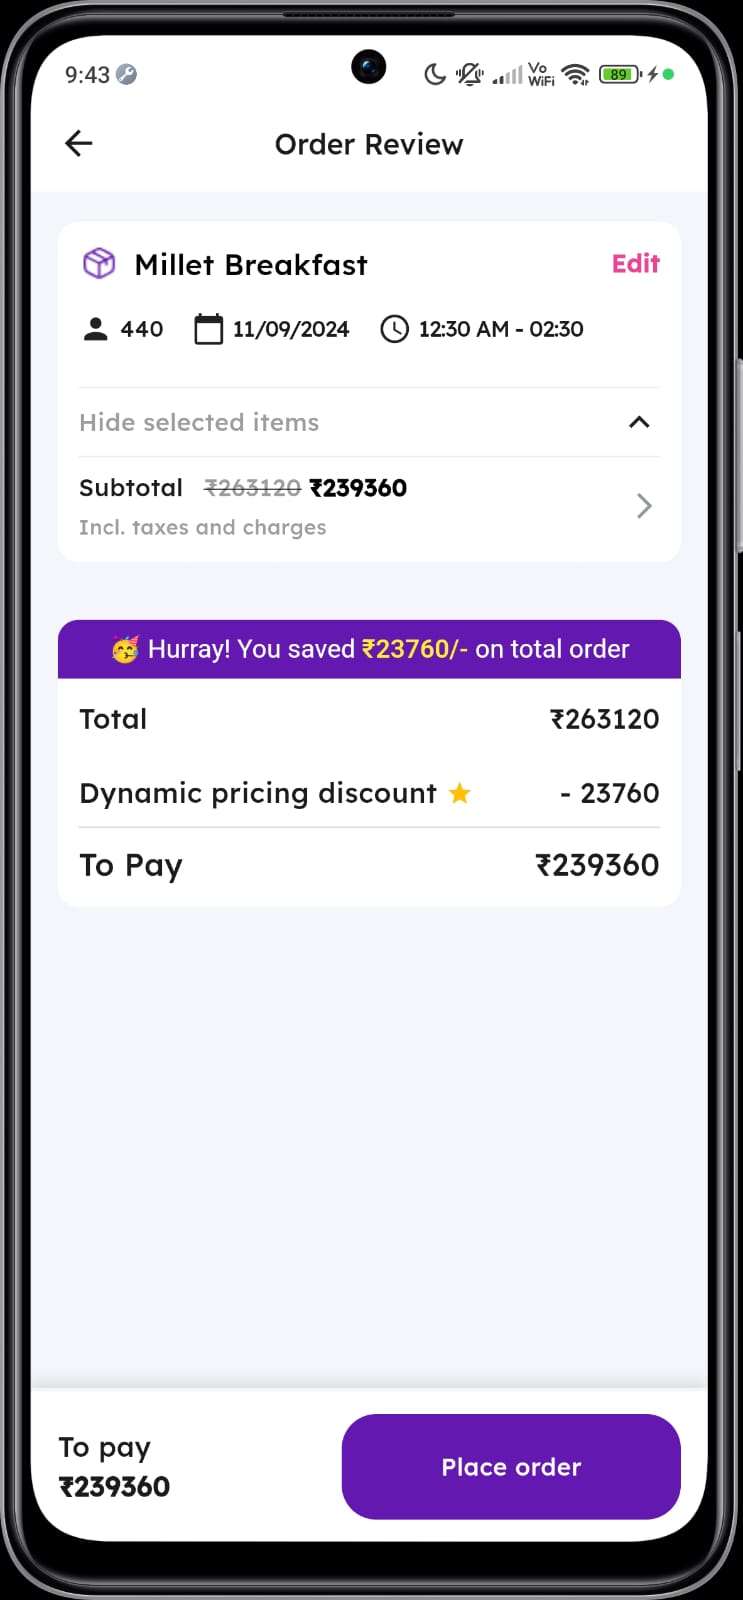 9:43
Vo
WiFi
89
Order Review
Millet Breakfast
Edit
440
11/09/2024
12:30 AM - 02:30
Hide selected items
Subtotal ₹263120 ₹239360
Incl. taxes and charges
🥳 Hurray! You saved ₹23760/- on total order
Total ₹263120
Dynamic pricing discount ⭐ - 23760
To Pay ₹239360
To pay
₹239360
Place order